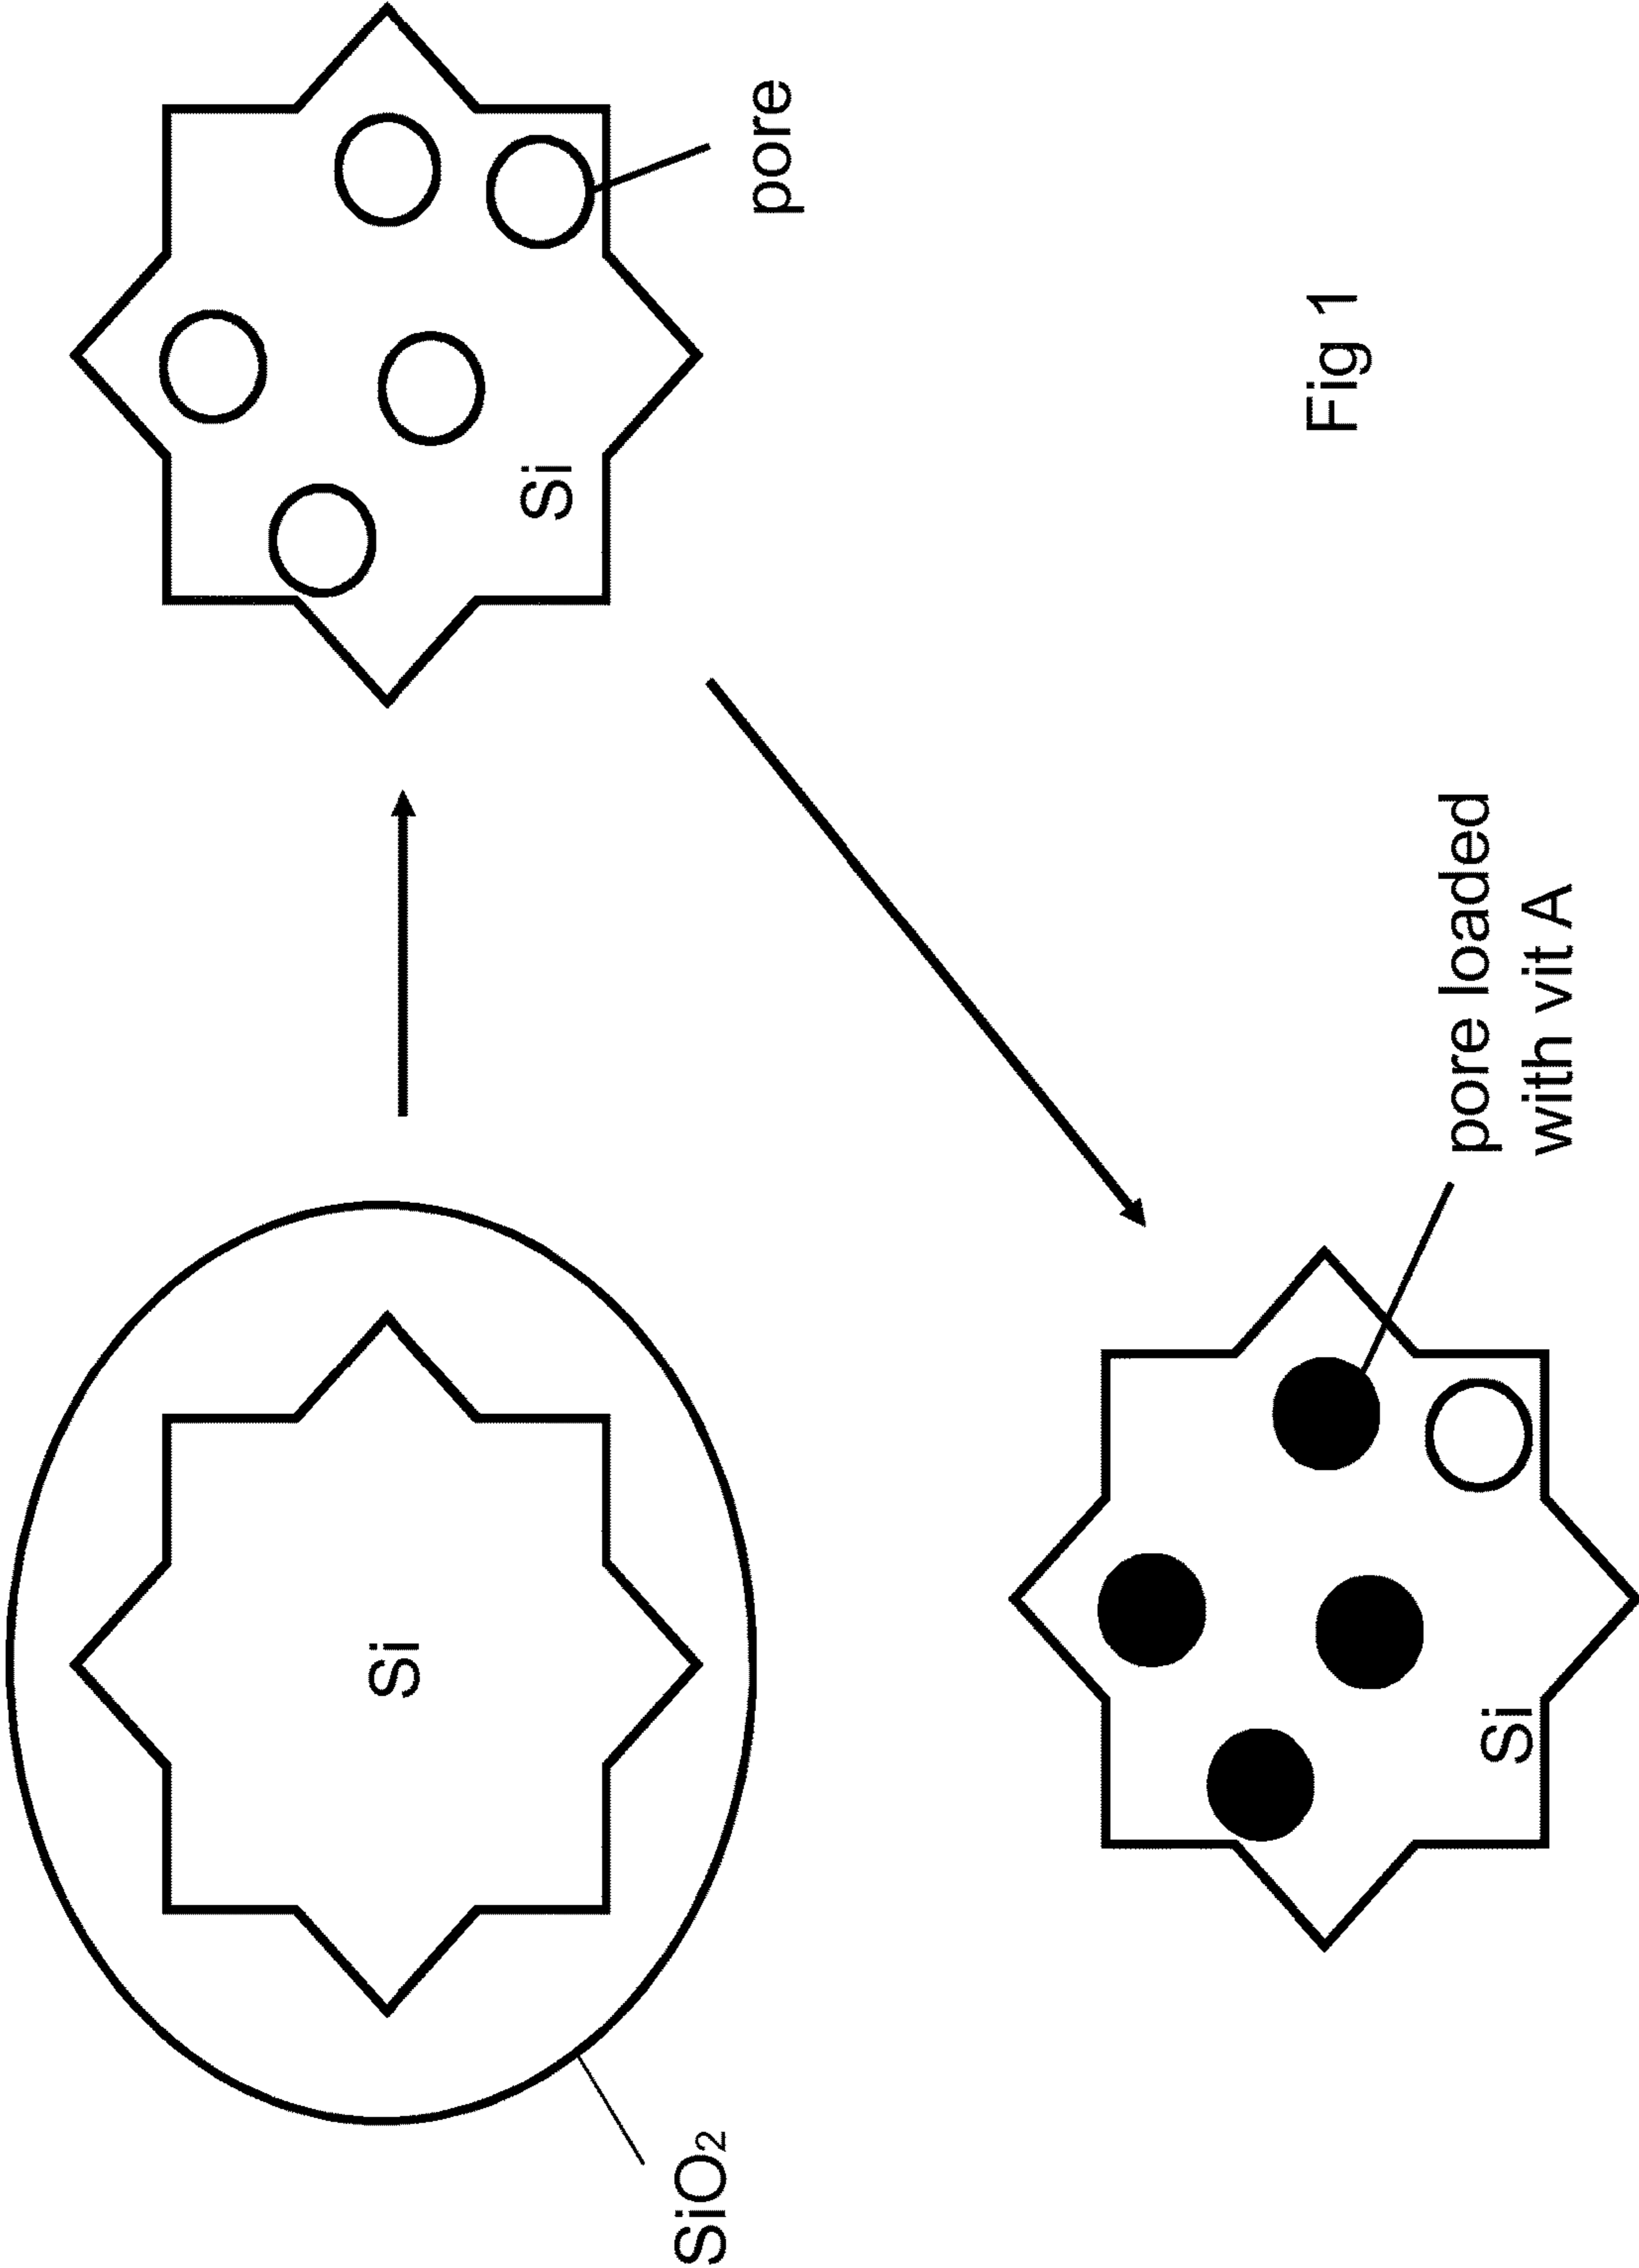 Si
SiO₂
Si
pore
pore loaded
with vit A
Si
Fig 1